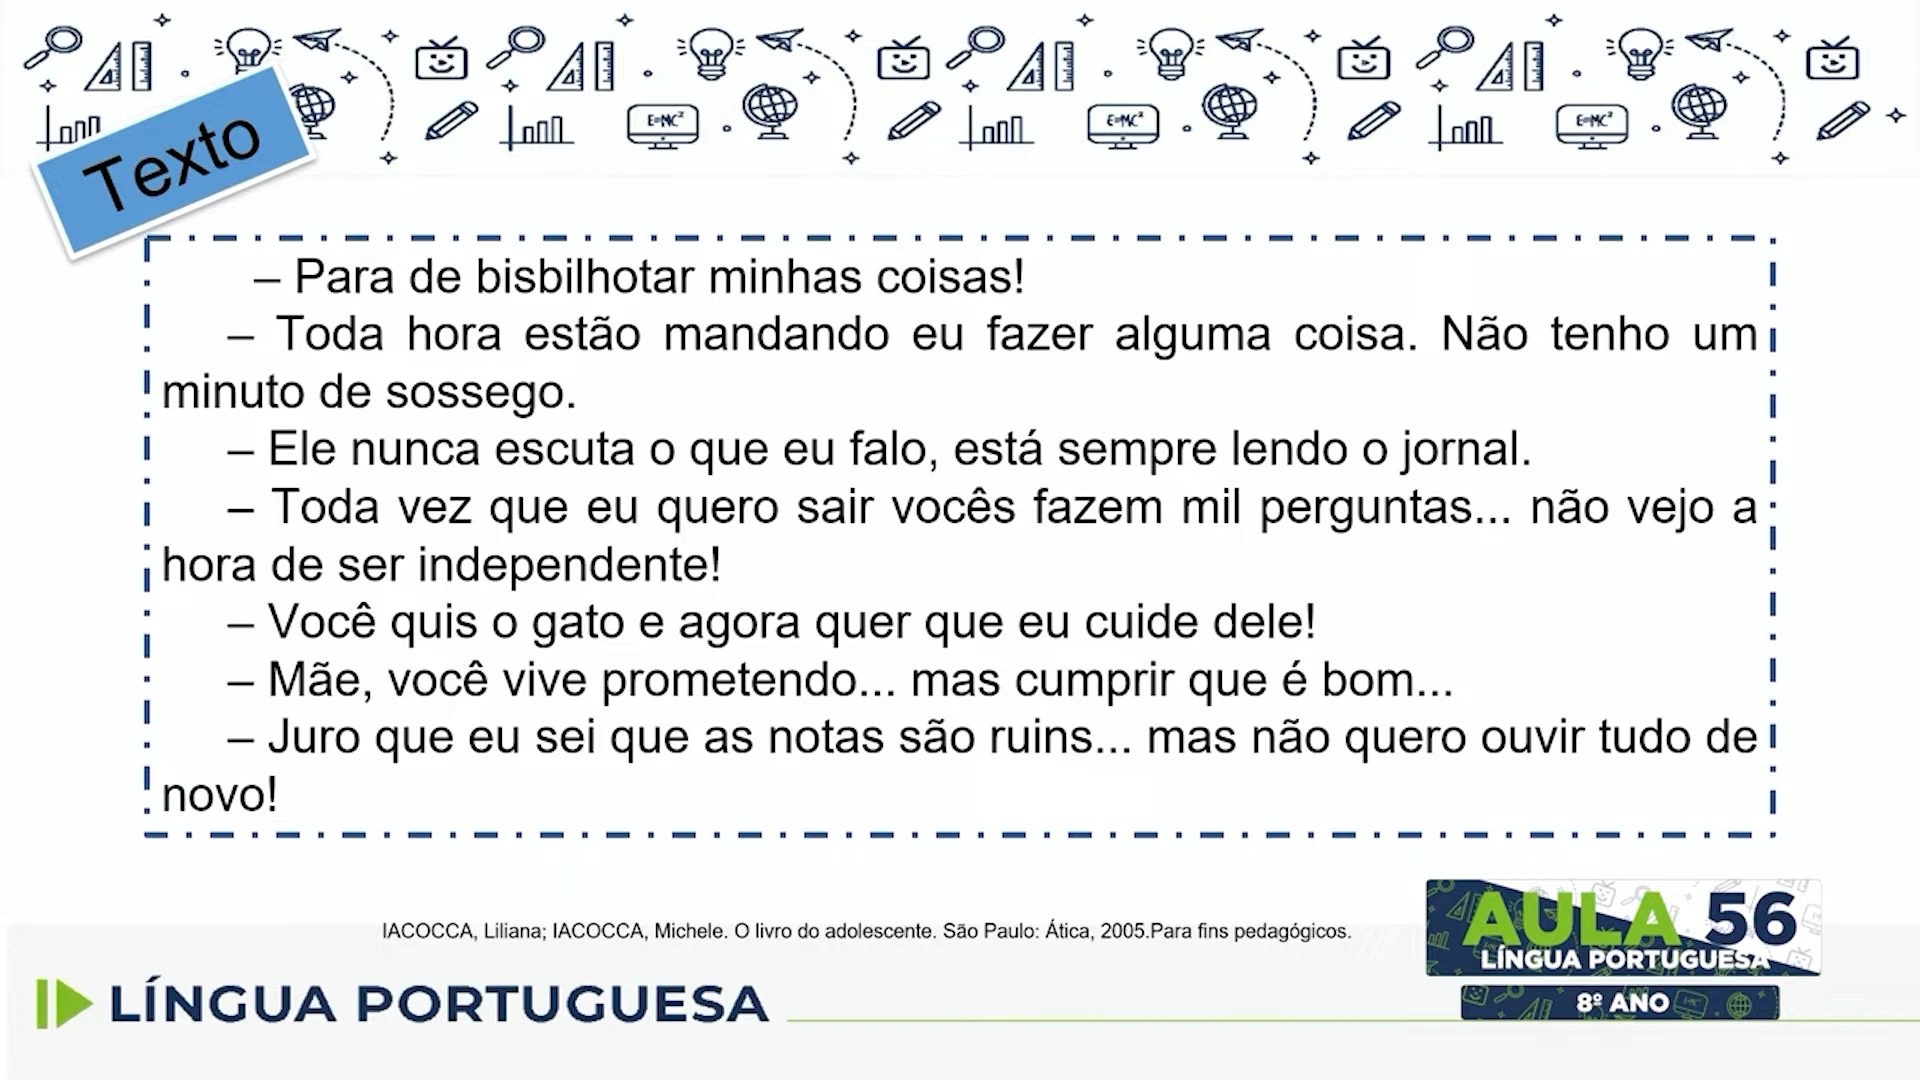 E=MC²
E=MC²
E=MC²
Texto
– Para de bisbilhotar minhas coisas!
– Toda hora estão mandando eu fazer alguma coisa. Não tenho um
minuto de sossego.
– Ele nunca escuta o que eu falo, está sempre lendo o jornal.
– Toda vez que eu quero sair vocês fazem mil perguntas... não vejo a
hora de ser independente!
– Você quis o gato e agora quer que eu cuide dele!
– Mãe, você vive prometendo... mas cumprir que é bom...
– Juro que eu sei que as notas são ruins... mas não quero ouvir tudo de
novo!
IACOCCA, Liliana; IACOCCA, Michele. O livro do adolescente. São Paulo: Ática, 2005.Para fins pedagógicos.
AULA 56
LÍNGUA PORTUGUESA
8º ANO
LÍNGUA PORTUGUESA